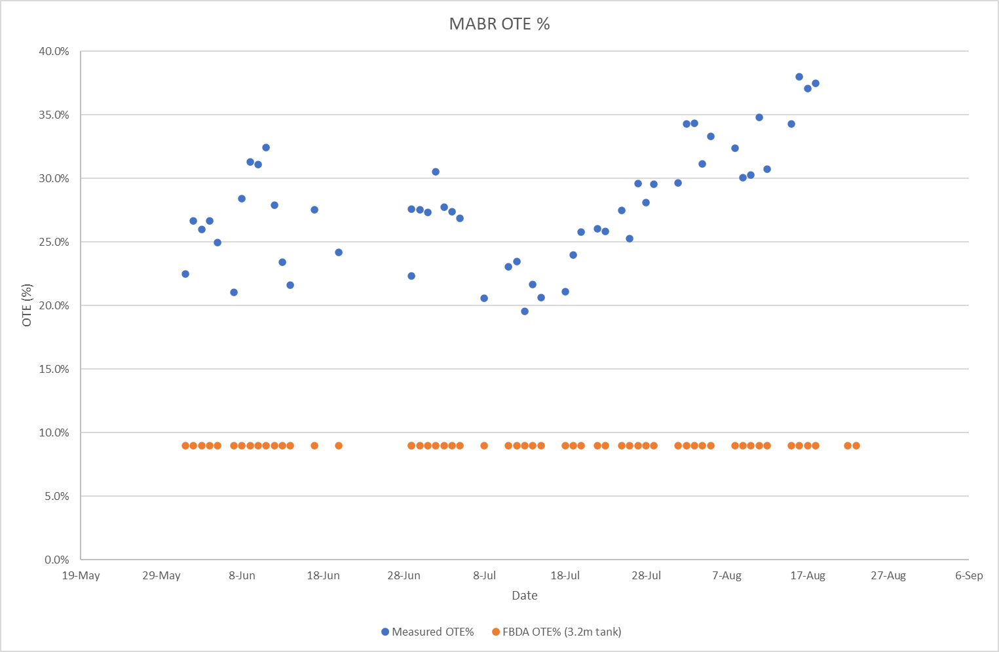 MABR OTE %
40.0%
35.0%
30.0%
25.0%
20.0%
15.0%
10.0%
5.0%
0.0%
OTE (%)
19-May 29-May 8-Jun 18-Jun 28-Jun 8-Jul 18-Jul 28-Jul 7-Aug 17-Aug 27-Aug 6-Sep
Date
Measured OTE% FBDA OTE% (3.2m tank)